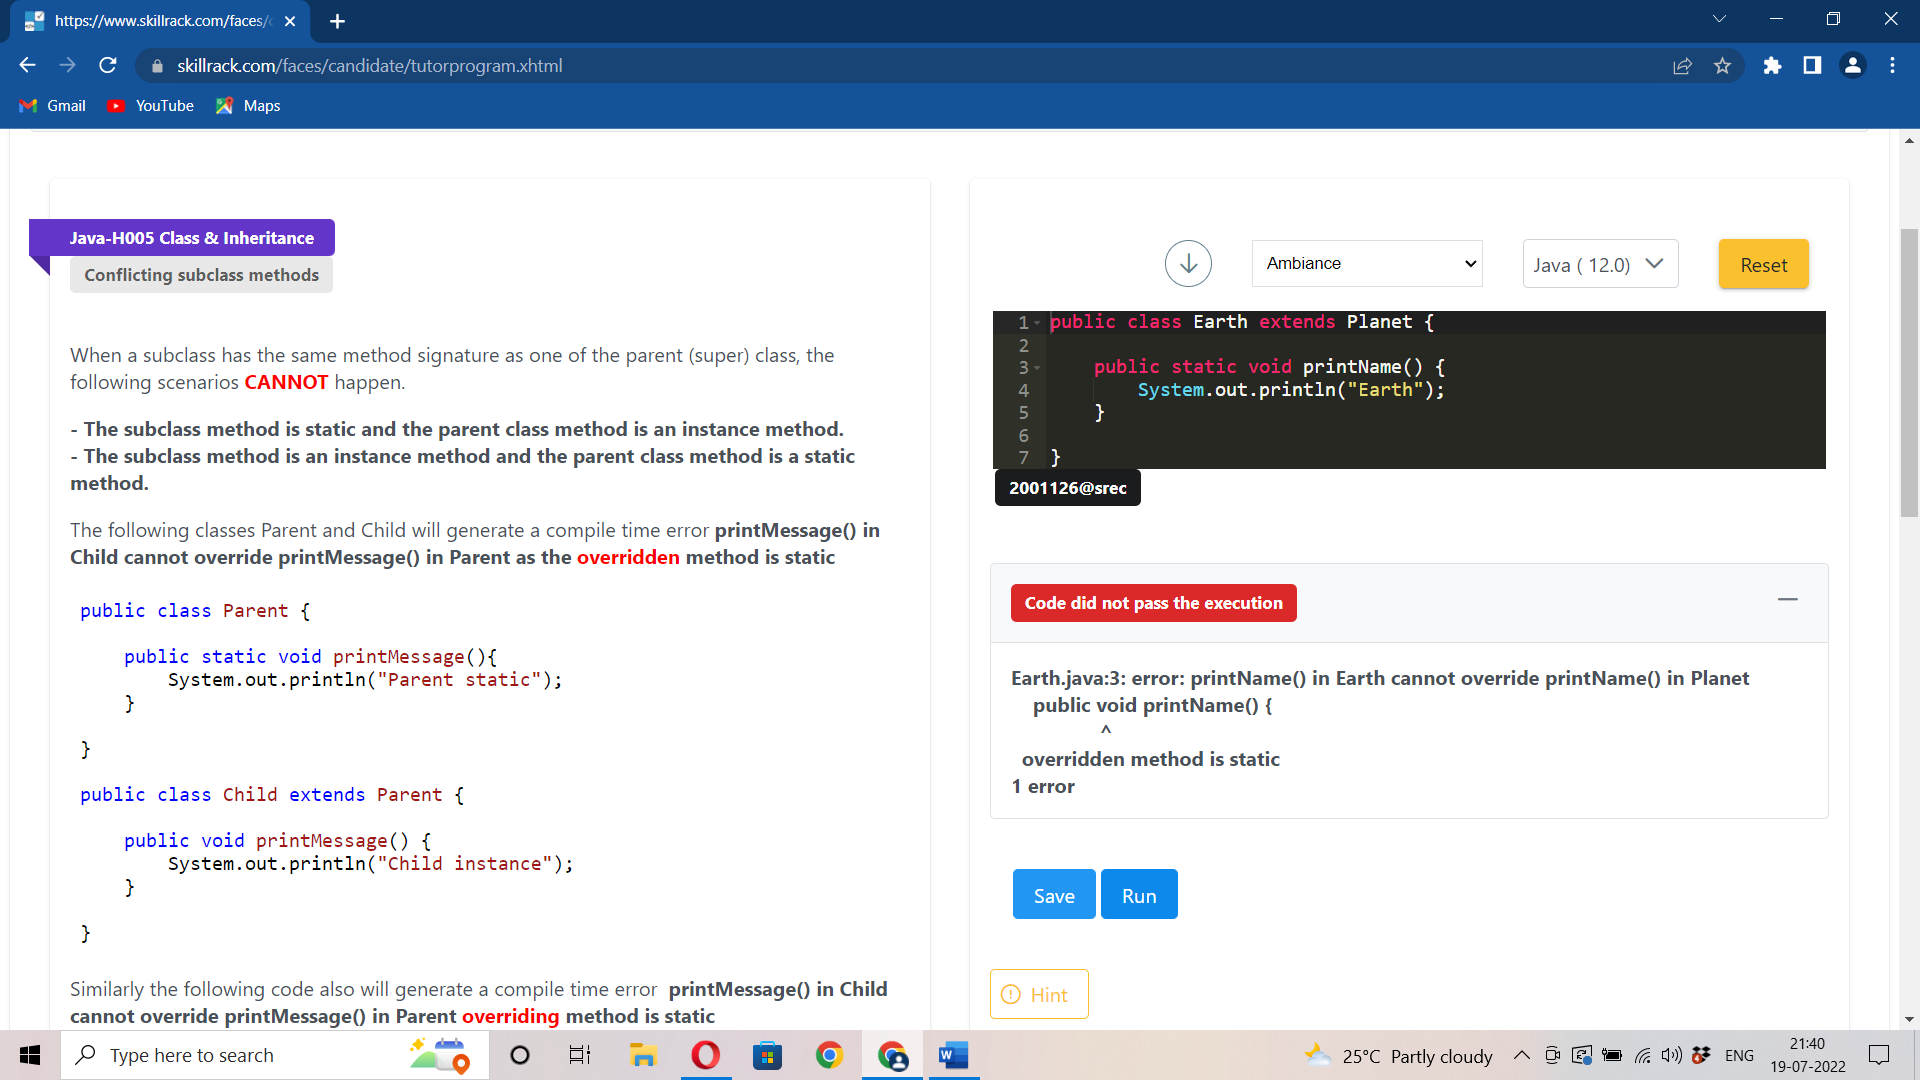 https://www.skillrack.com/faces/c
skillrack.com/faces/candidate/tutorprogram.xhtml
Gmail YouTube Maps
Java-H005 Class & Inheritance
Conflicting subclass methods
When a subclass has the same method signature as one of the parent (super) class, the
following scenarios CANNOT happen.
- The subclass method is static and the parent class method is an instance method.
- The subclass method is an instance method and the parent class method is a static
method.
The following classes Parent and Child will generate a compile time error printMessage() in
Child cannot override printMessage() in Parent as the overridden method is static
public class Parent {
public static void printMessage(){
System.out.println("Parent static");
}
}
public class Child extends Parent {
public void printMessage() {
System.out.println("Child instance");
}
}
Similarly the following code also will generate a compile time error printMessage() in Child
cannot override printMessage() in Parent overriding method is static
Ambiance
Java ( 12.0)
Reset
1 public class Earth extends Planet {
2
3 public static void printName() {
4 System.out.println("Earth");
5 }
6
7 }
2001126@srec
Code did not pass the execution
Earth.java:3: error: printName() in Earth cannot override printName() in Planet
public void printName() {
^
overridden method is static
1 error
Save Run
Hint
Type here to search
25°C Partly cloudy
ENG
21:40
19-07-2022